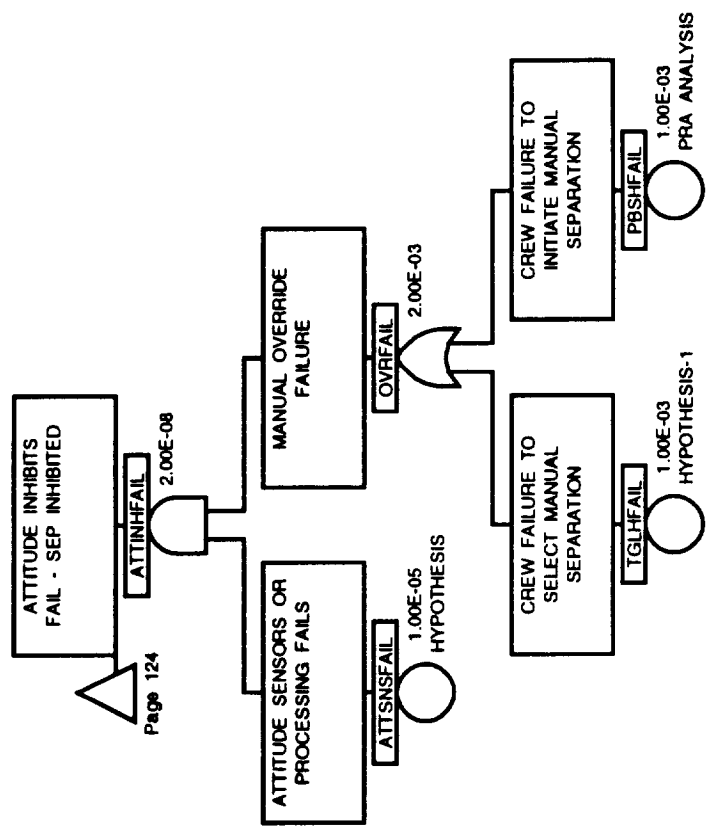 ATTITUDE INHIBITS
FAIL - SEP INHIBITED
Page 124
ATTINHFAIL
2.00E-08
ATTITUDE SENSORS OR
PROCESSING FAILS
ATTSNSFAIL
1.00E-05
HYPOTHESIS
MANUAL OVERRIDE
FAILURE
OVRFAIL
2.00E-03
CREW FAILURE TO
SELECT MANUAL
SEPARATION
TGLHFAIL
1.00E-03
HYPOTHESIS-1
CREW FAILURE TO
INITIATE MANUAL
SEPARATION
PBSHFAIL
1.00E-03
PRA ANALYSIS